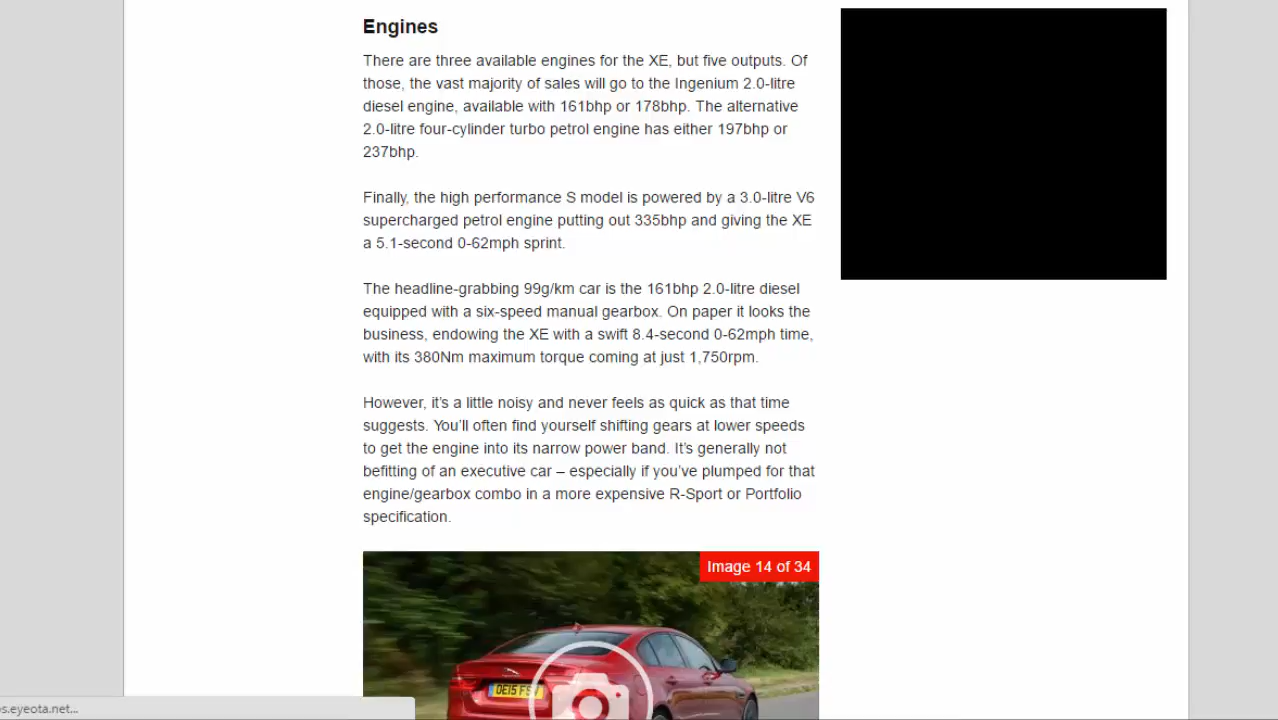 Engines
There are three available engines for the XE, but five outputs. Of
those, the vast majority of sales will go to the Ingenium 2.0-litre
diesel engine, available with 161bhp or 178bhp. The alternative
2.0-litre four-cylinder turbo petrol engine has either 197bhp or
237bhp.
Finally, the high performance S model is powered by a 3.0-litre V6
supercharged petrol engine putting out 335bhp and giving the XE
a 5.1-second 0-62mph sprint.
The headline-grabbing 99g/km car is the 161bhp 2.0-litre diesel
equipped with a six-speed manual gearbox. On paper it looks the
business, endowing the XE with a swift 8.4-second 0-62mph time,
with its 380Nm maximum torque coming at just 1,750rpm.
However, it’s a little noisy and never feels as quick as that time
suggests. You’ll often find yourself shifting gears at lower speeds
to get the engine into its narrow power band. It’s generally not
befitting of an executive car – especially if you’ve plumped for that
engine/gearbox combo in a more expensive R-Sport or Portfolio
specification.
Image 14 of 34
s.eyeota.net...